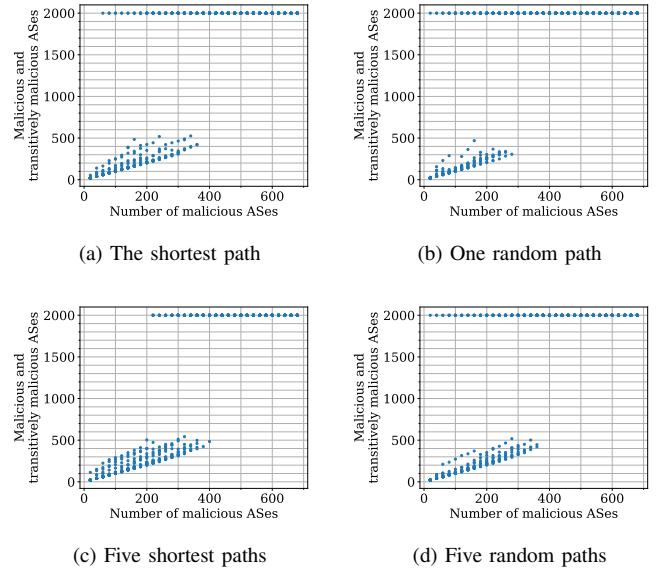 2000
1500
1000
500
0
Malicious and
transitively malicious ASes
0 200 400 600
Number of malicious ASes
(a) The shortest path
2000
1500
1000
500
0
Malicious and
transitively malicious ASes
0 200 400 600
Number of malicious ASes
(b) One random path
2000
1500
1000
500
0
Malicious and
transitively malicious ASes
0 200 400 600
Number of malicious ASes
(c) Five shortest paths
2000
1500
1000
500
0
Malicious and
transitively malicious ASes
0 200 400 600
Number of malicious ASes
(d) Five random paths